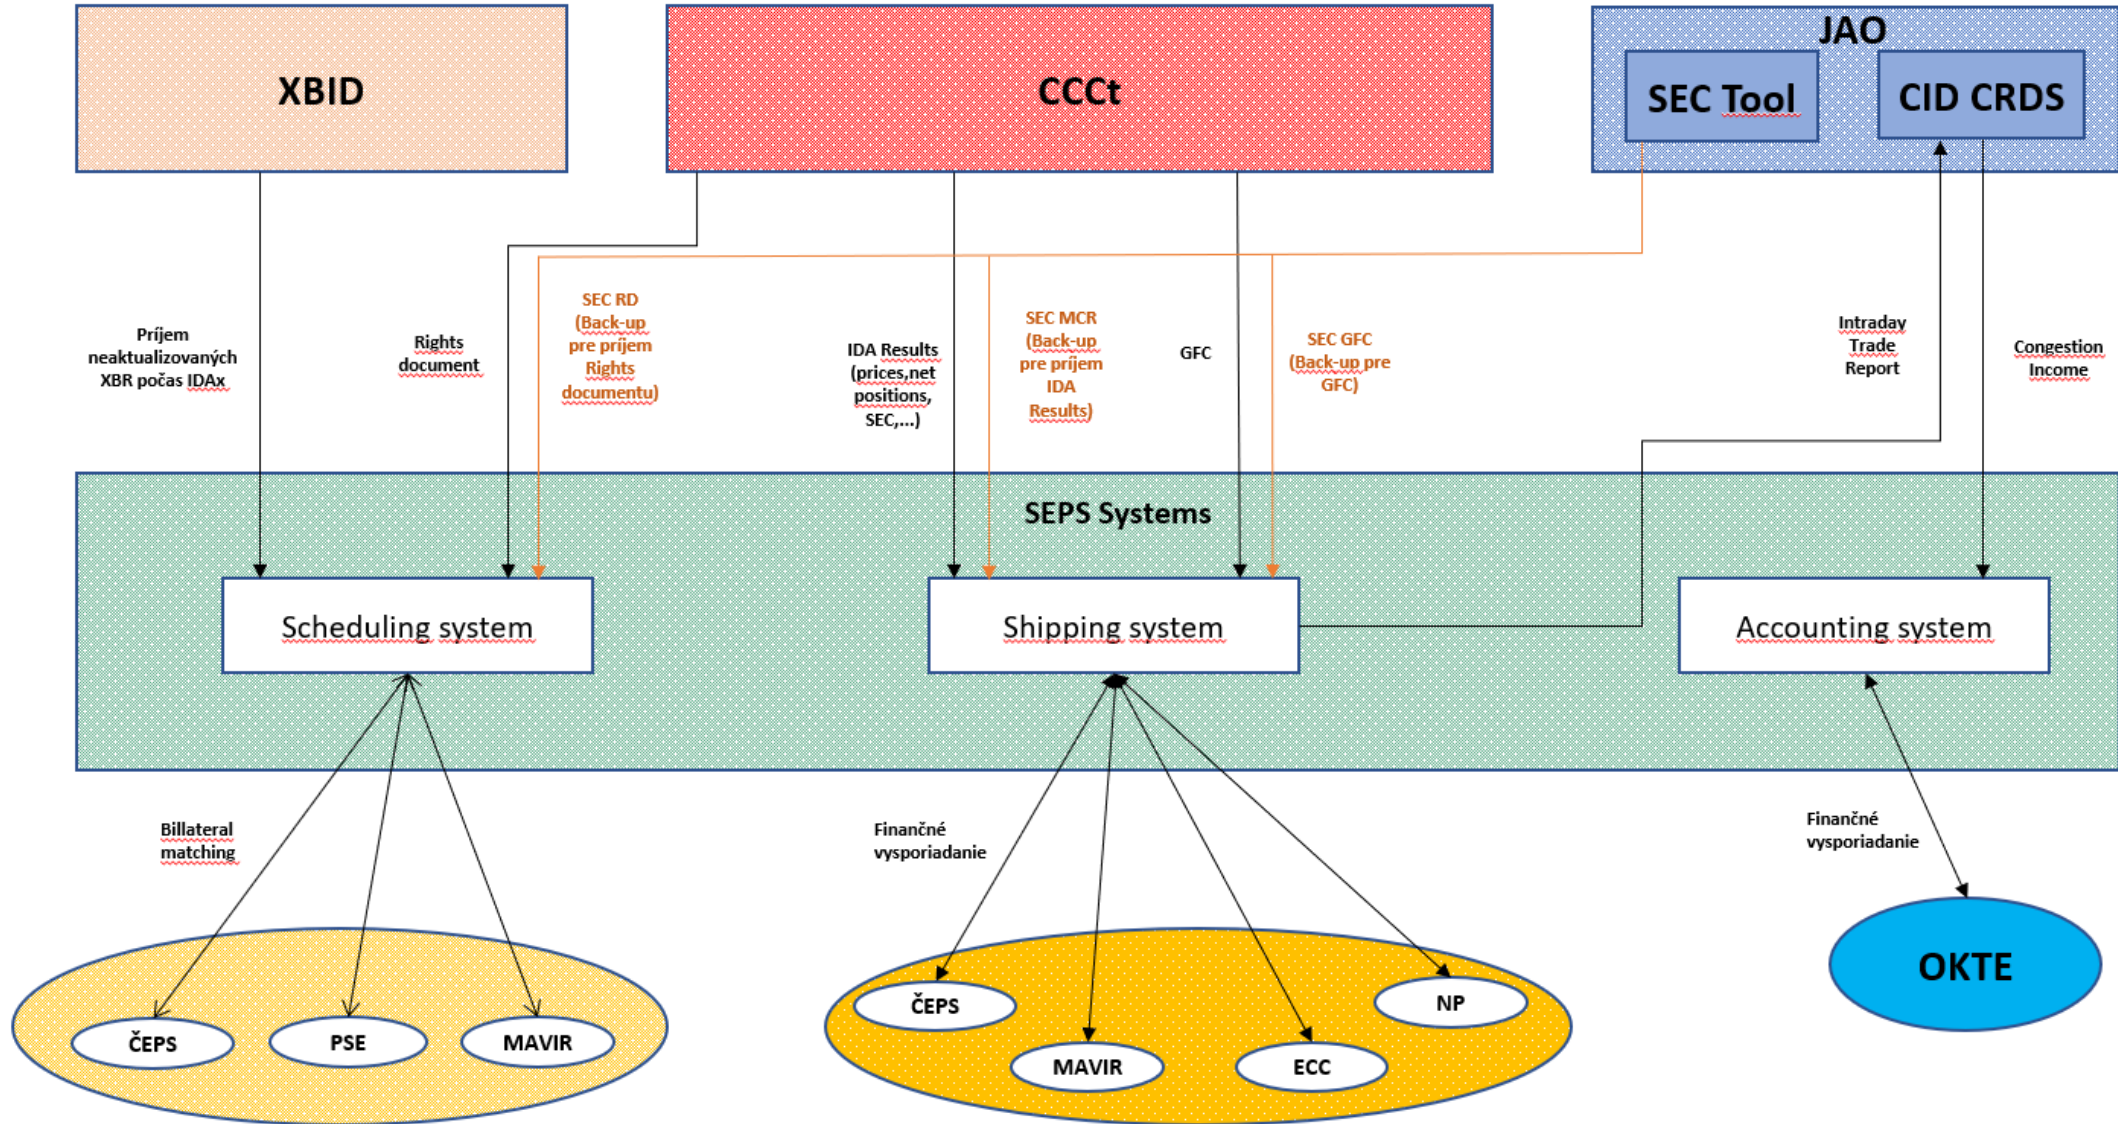 XBID
CCCt
JAO
SEC Tool
CID CRDS
Príjem
neaktualizovaných
XBR počas IDAx
Rights
document
SEC RD
(Back-up
pre príjem
Rights
documentu)
IDA Results
(prices,net
positions,
SEC,...)
SEC MCR
(Back-up
pre príjem
IDA
Results)
GFC
SEC GFC
(Back-up pre
GFC)
Intraday
Trade
Report
Congestion
Income
SEPS Systems
Scheduling system
Shipping system
Accounting system
Billateral
matching
Finančné
vysporiadanie
Finančné
vysporiadanie
ČEPS
PSE
MAVIR
ČEPS
MAVIR
ECC
NP
OKTE